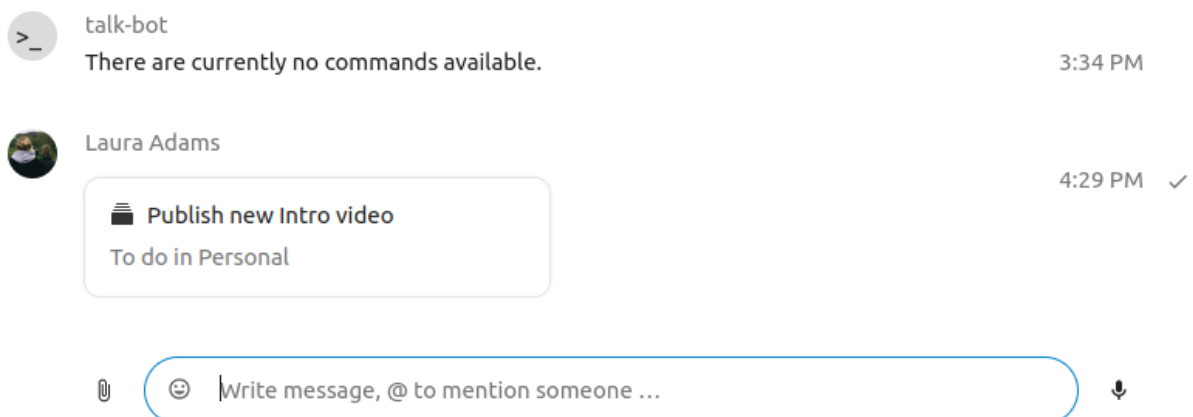 >_
talk-bot
There are currently no commands available.
3:34 PM
Laura Adams
4:29 PM
Publish new Intro video
To do in Personal
Write message, @ to mention someone …